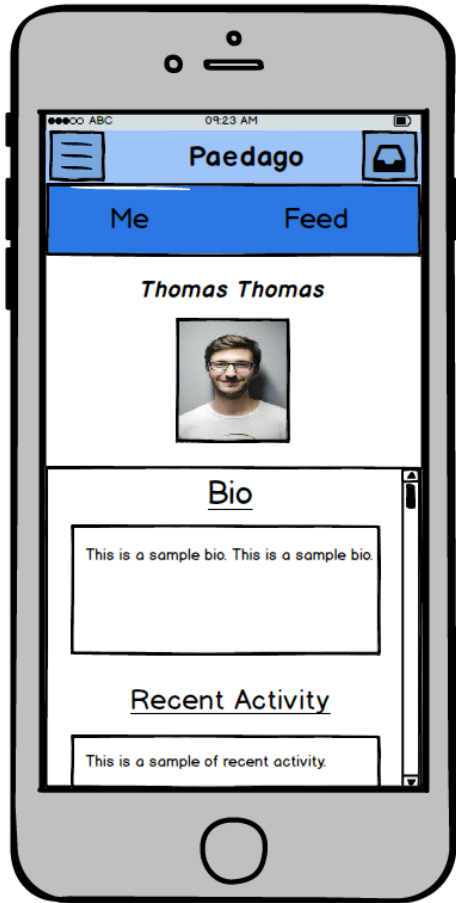 ABC 09:23 AM
Paedago
Me Feed
Thomas Thomas
Bio
This is a sample bio. This is a sample bio.
Recent Activity
This is a sample of recent activity.